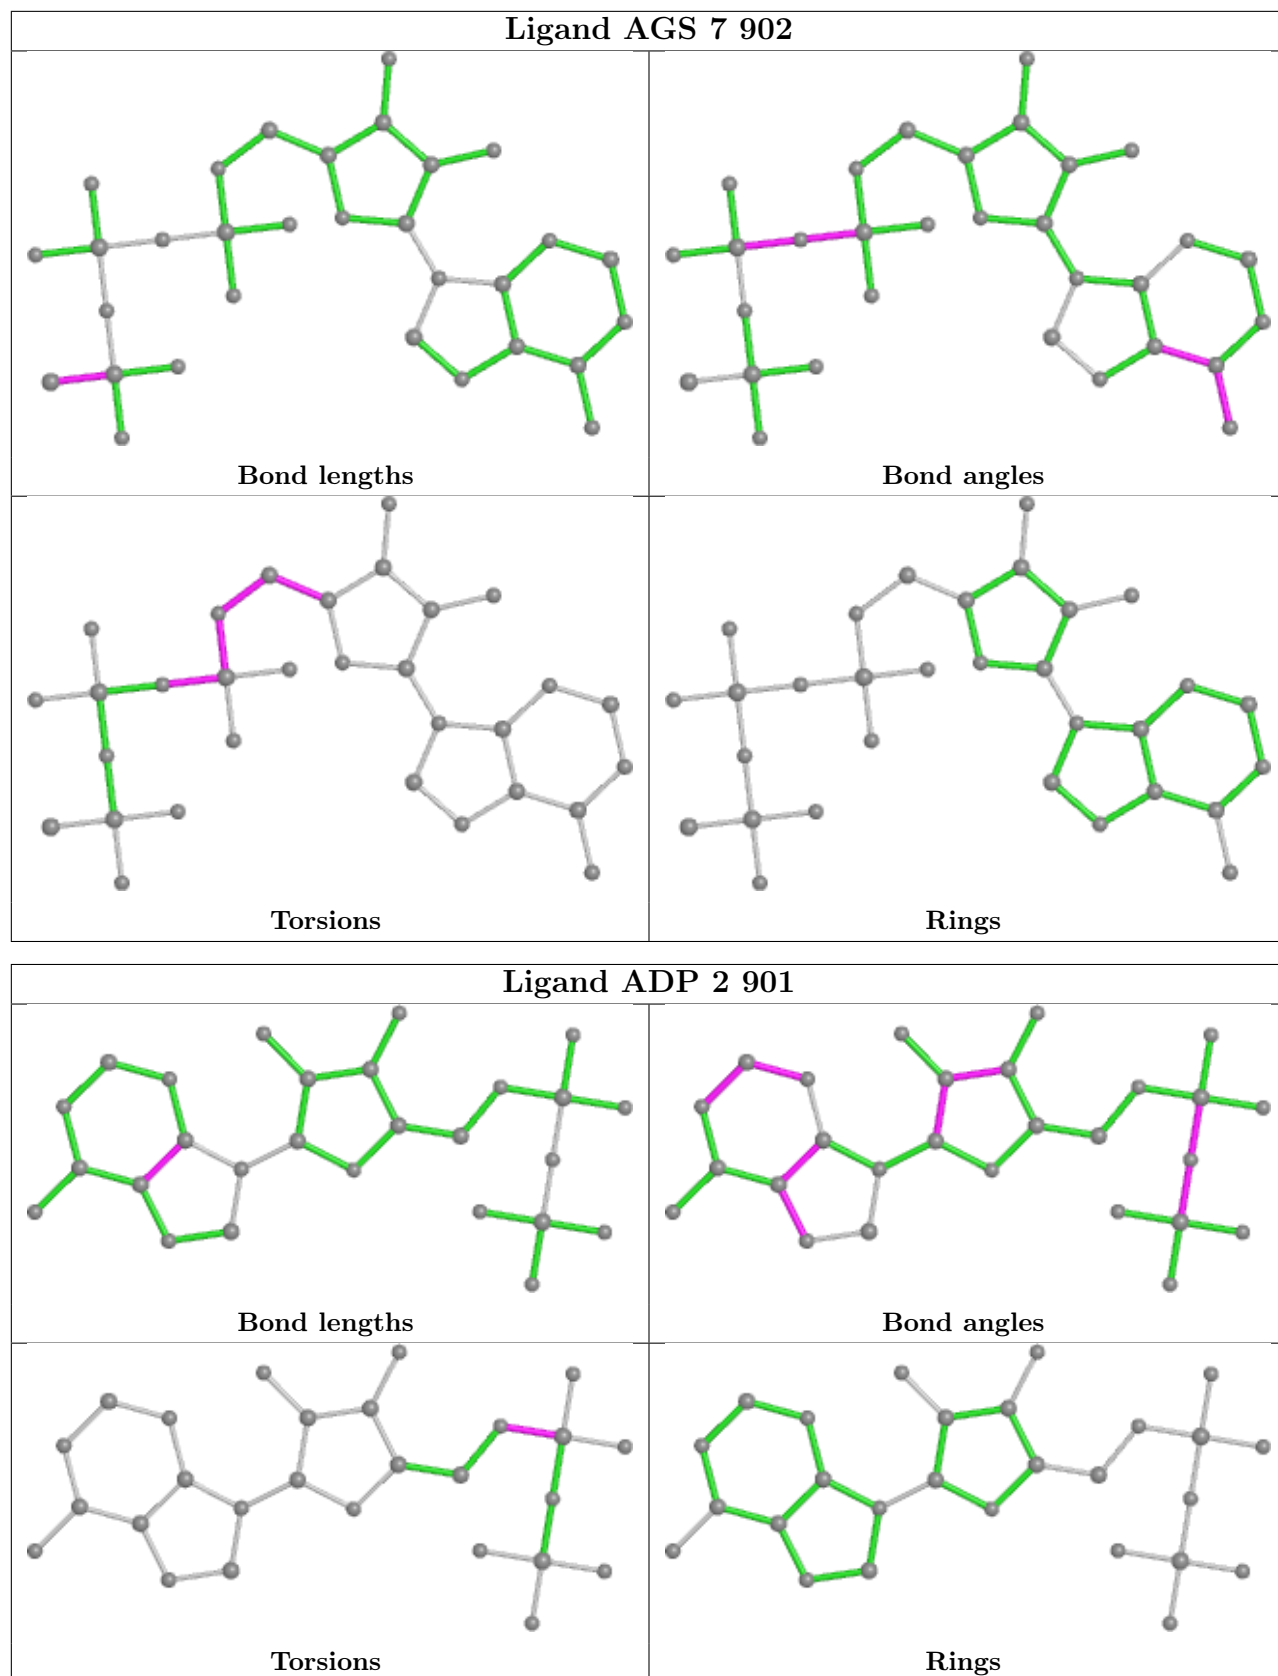 Ligand AGS 7 902
Bond lengths
Bond angles
Torsions
Rings
Ligand ADP 2 901
Bond lengths
Bond angles
Torsions
Rings